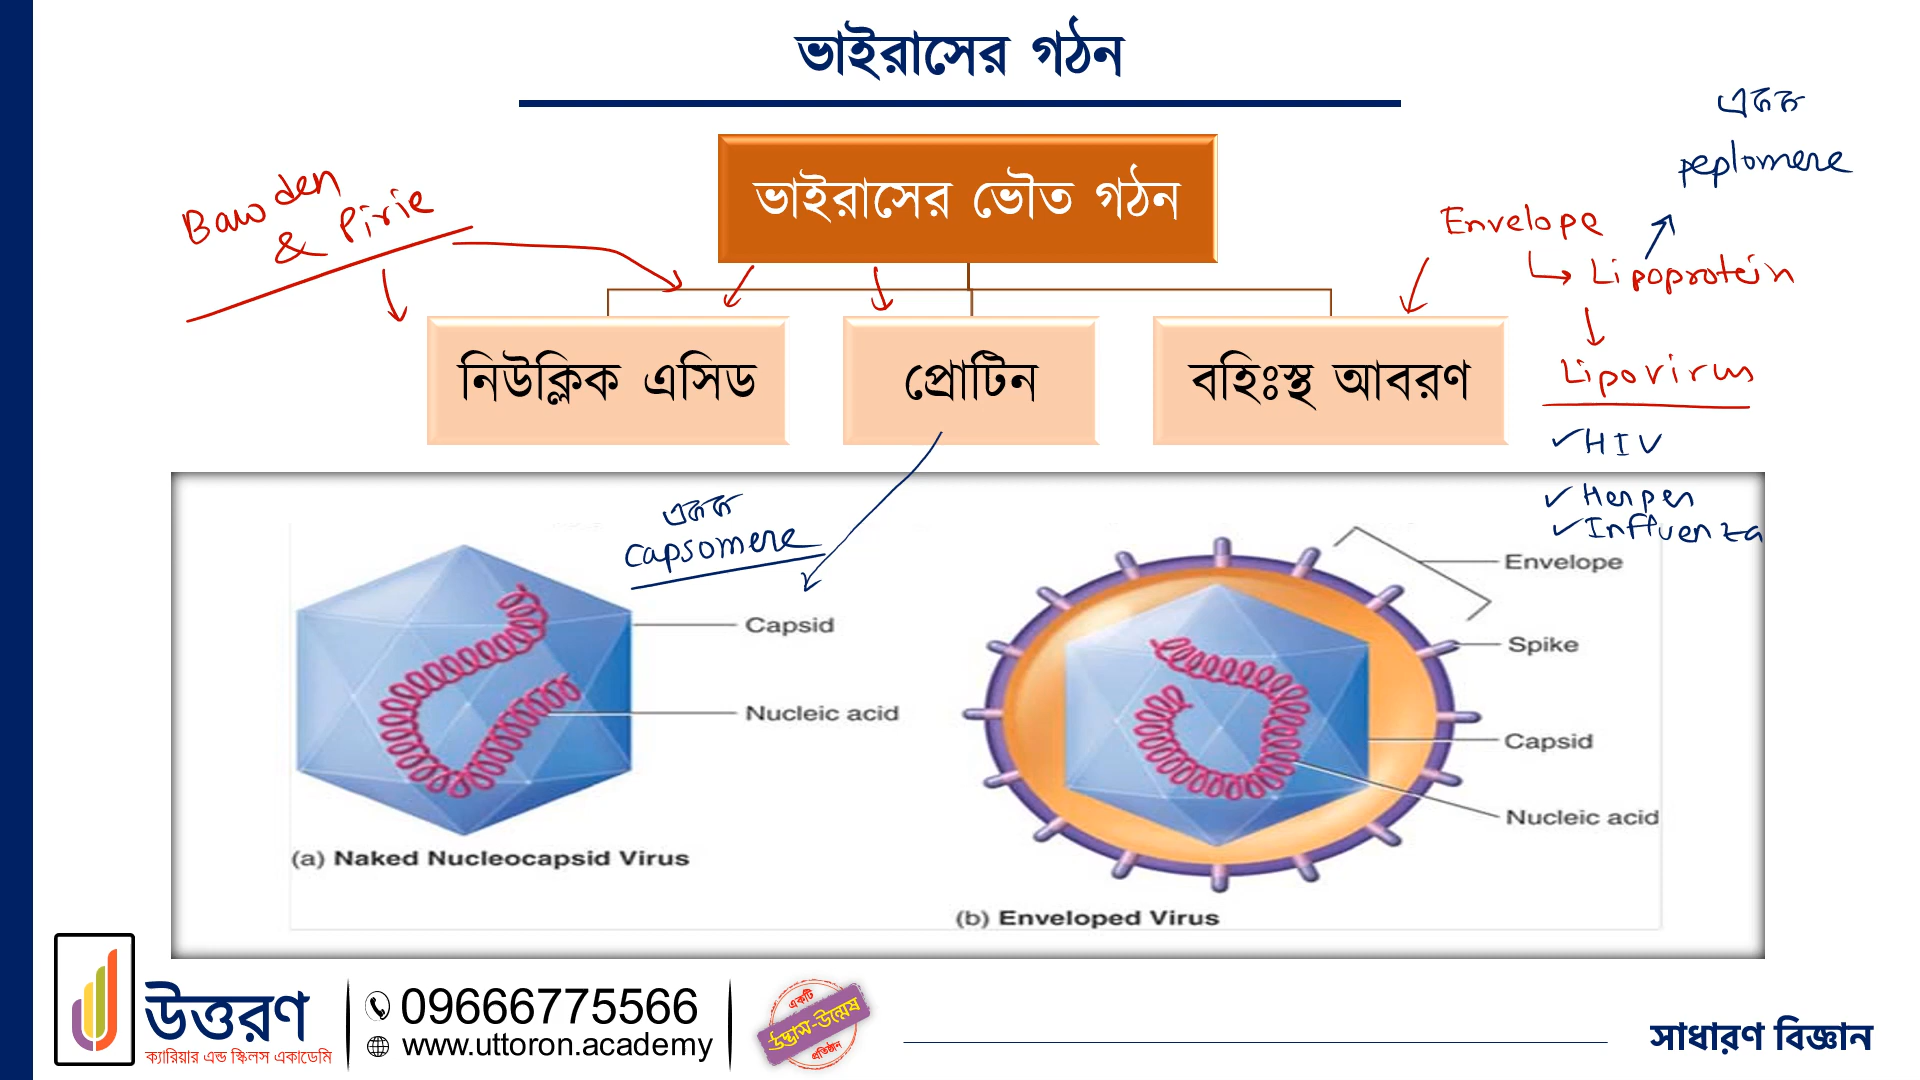 ভাইরাসের গঠন
একক
peplomere
ভাইরাসের ভৌত গঠন
Bawden
& Pirie
Envelope
Lipoprotein
Lipovirus
নিউক্লিক এসিড
প্রোটিন
বহিঃস্থ আবরণ
✓HIV
✓Herpes
✓Influenza
একক
capsomere
Capsid
Nucleic acid
(a) Naked Nucleocapsid Virus
Envelope
Spike
Capsid
Nucleic acid
(b) Enveloped Virus
উত্তরণ
ক্যারিয়ার এন্ড স্কিলস একাডেমি
09666775566
www.uttoron.academy
একটি
উদ্ভাস-উন্মেষ
প্রতিষ্ঠান
সাধারণ বিজ্ঞান